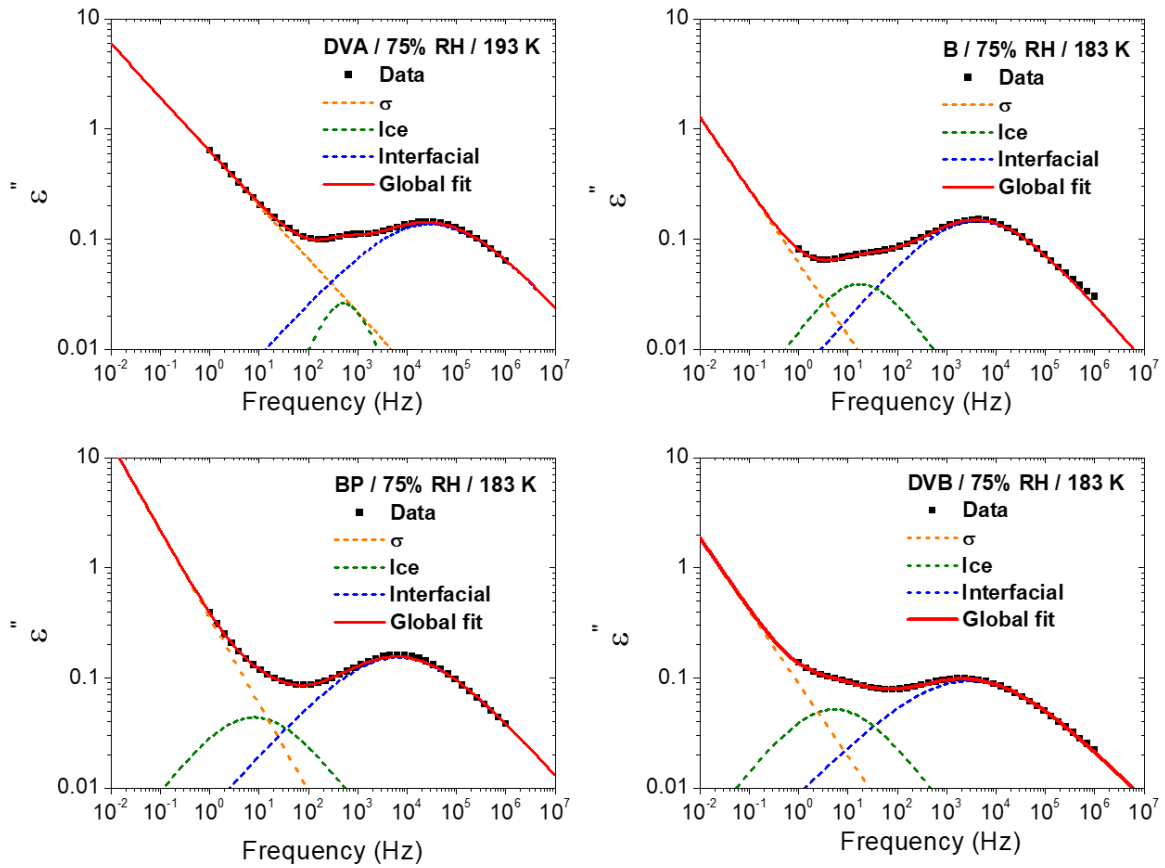 DVA / 75% RH / 193 K
Data
σ
Ice
Interfacial
Global fit
10
1
0.1
0.01
ε"
10⁻² 10⁻¹ 10⁰ 10¹ 10² 10³ 10⁴ 10⁵ 10⁶ 10⁷
Frequency (Hz)
B / 75% RH / 183 K
Data
σ
Ice
Interfacial
Global fit
10
1
0.1
0.01
ε"
10⁻² 10⁻¹ 10⁰ 10¹ 10² 10³ 10⁴ 10⁵ 10⁶ 10⁷
Frequency (Hz)
BP / 75% RH / 183 K
Data
σ
Ice
Interfacial
Global fit
10
1
0.1
0.01
ε"
10⁻² 10⁻¹ 10⁰ 10¹ 10² 10³ 10⁴ 10⁵ 10⁶ 10⁷
Frequency (Hz)
DVB / 75% RH / 183 K
Data
σ
Ice
Interfacial
Global fit
10
1
0.1
0.01
ε"
10⁻² 10⁻¹ 10⁰ 10¹ 10² 10³ 10⁴ 10⁵ 10⁶ 10⁷
Frequency (Hz)